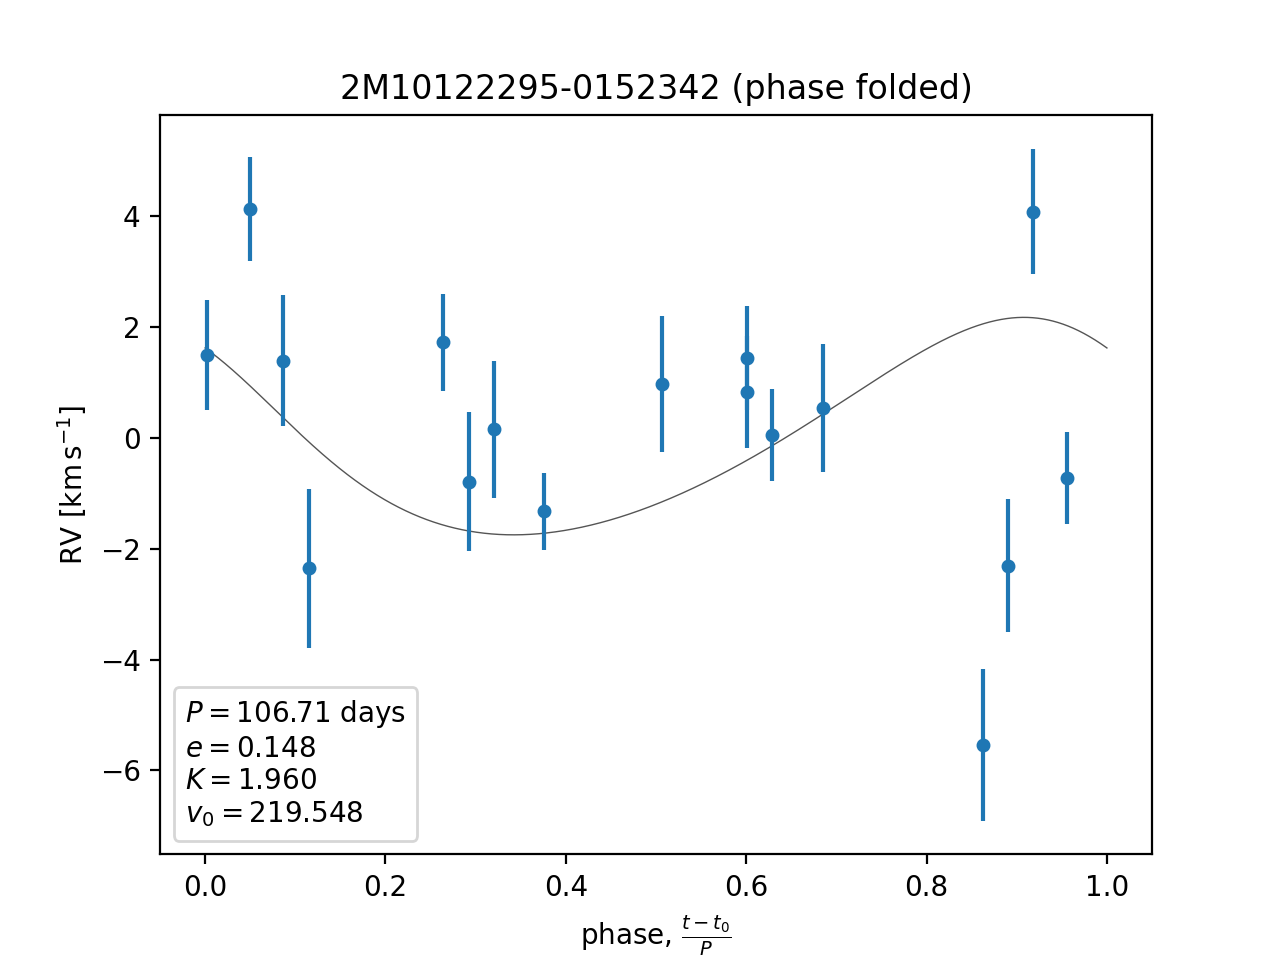 2M10122295-0152342 (phase folded)
RV [km s⁻¹]
4
2
0
−2
−4
−6
P = 106.71 days
e = 0.148
K = 1.960
v₀ = 219.548
0.0 0.2 0.4 0.6 0.8 1.0
phase, (t − t₀)/P